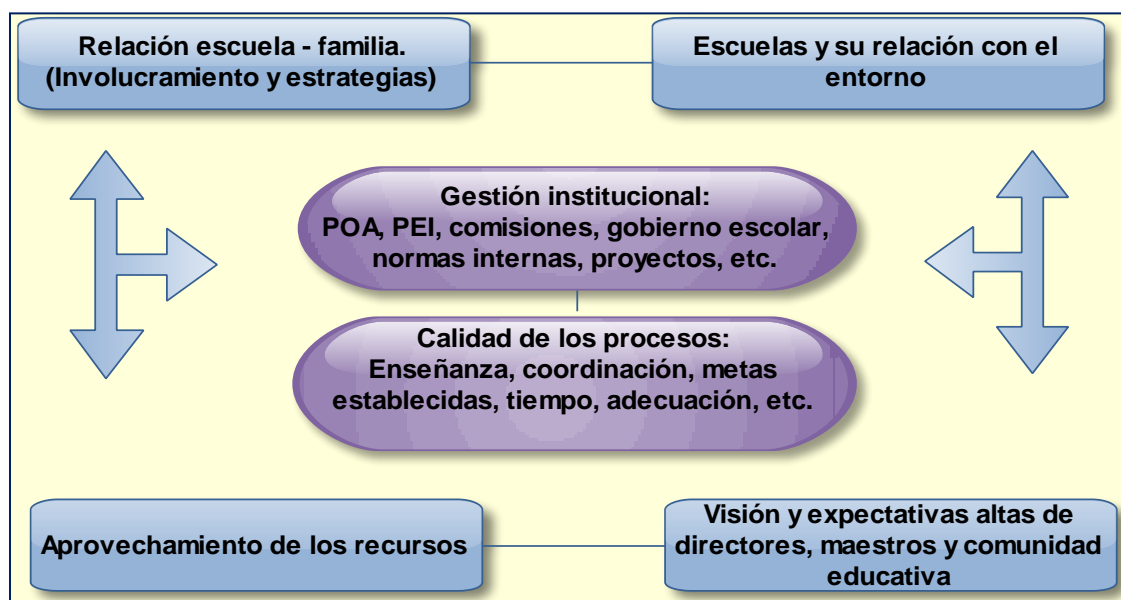 Relación escuela - familia.
(Involucramiento y estrategias)
Escuelas y su relación con el
entorno
Gestión institucional:
POA, PEI, comisiones, gobierno escolar,
normas internas, proyectos, etc.
Calidad de los procesos:
Enseñanza, coordinación, metas
establecidas, tiempo, adecuación, etc.
Aprovechamiento de los recursos
Visión y expectativas altas de
directores, maestros y comunidad
educativa